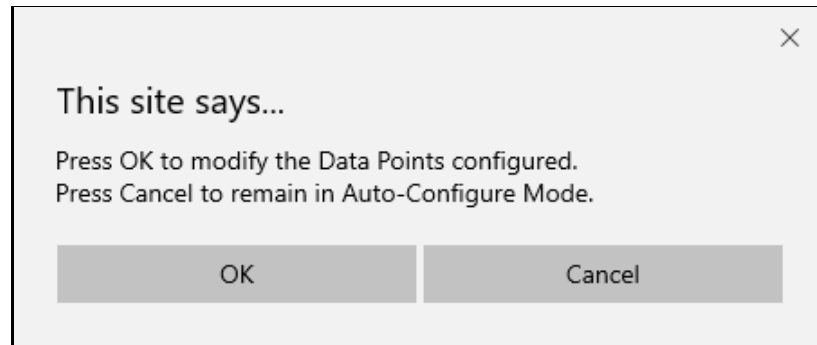 This site says...
Press OK to modify the Data Points configured.
Press Cancel to remain in Auto-Configure Mode.
OK
Cancel